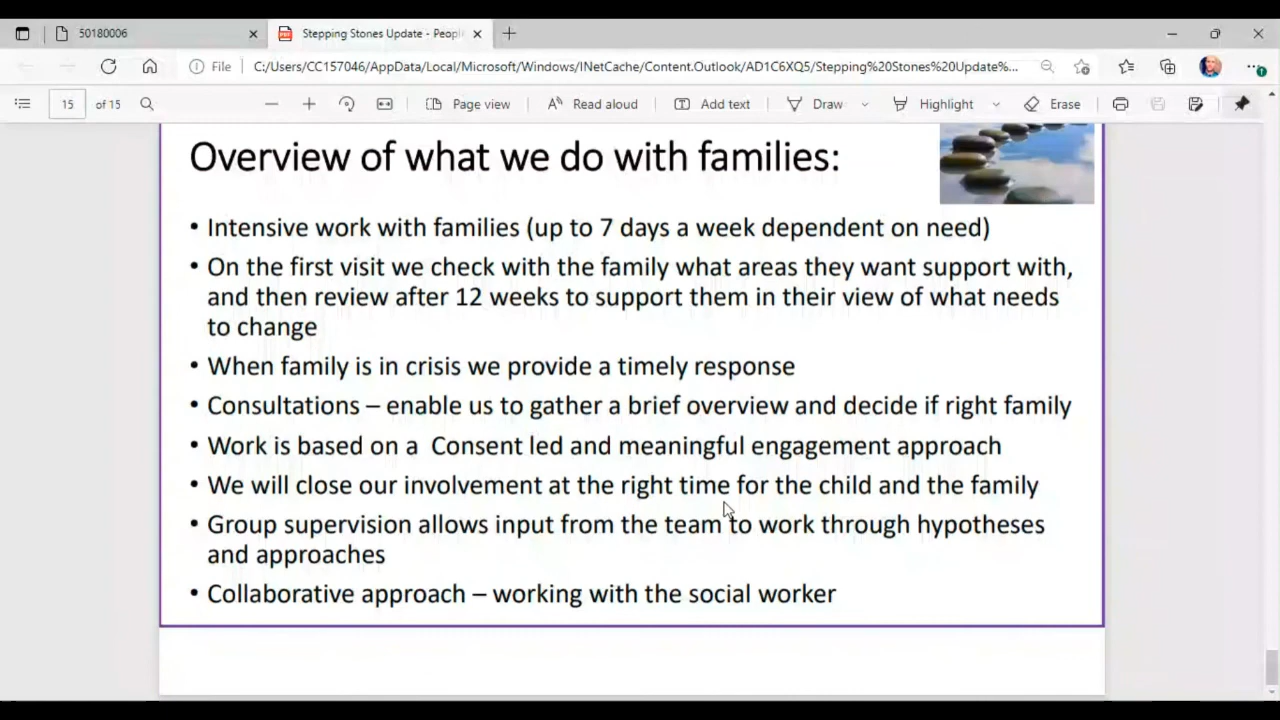 50180006
Stepping Stones Update - Peopl
File
C:/Users/CC157046/AppData/Local/Microsoft/Windows/INetCache/Content.Outlook/AD1C6XQ5/Stepping%20Stones%20Update%...
15 of 15
Page view
Read aloud
Add text
Draw
Highlight
Erase
Overview of what we do with families:
• Intensive work with families (up to 7 days a week dependent on need)
• On the first visit we check with the family what areas they want support with,
and then review after 12 weeks to support them in their view of what needs
to change
• When family is in crisis we provide a timely response
• Consultations – enable us to gather a brief overview and decide if right family
• Work is based on a  Consent led and meaningful engagement approach
• We will close our involvement at the right time for the child and the family
• Group supervision allows input from the team to work through hypotheses
and approaches
• Collaborative approach – working with the social worker